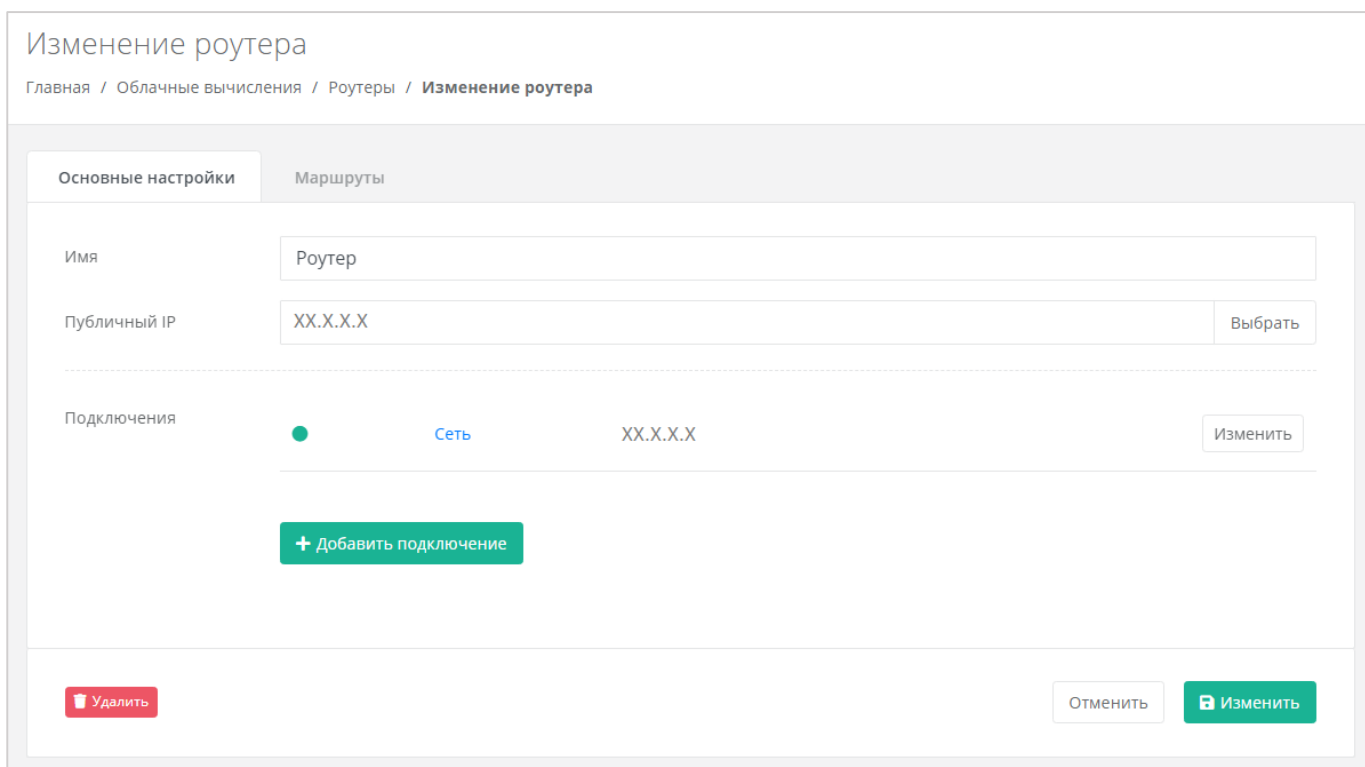 Изменение роутера
Главная / Облачные вычисления / Роутеры / Изменение роутера
Основные настройки Маршруты
Имя Роутер
Публичный IP XX.X.X.X Выбрать
Подключения Сеть XX.X.X.X Изменить
+ Добавить подключение
Удалить Отменить Изменить